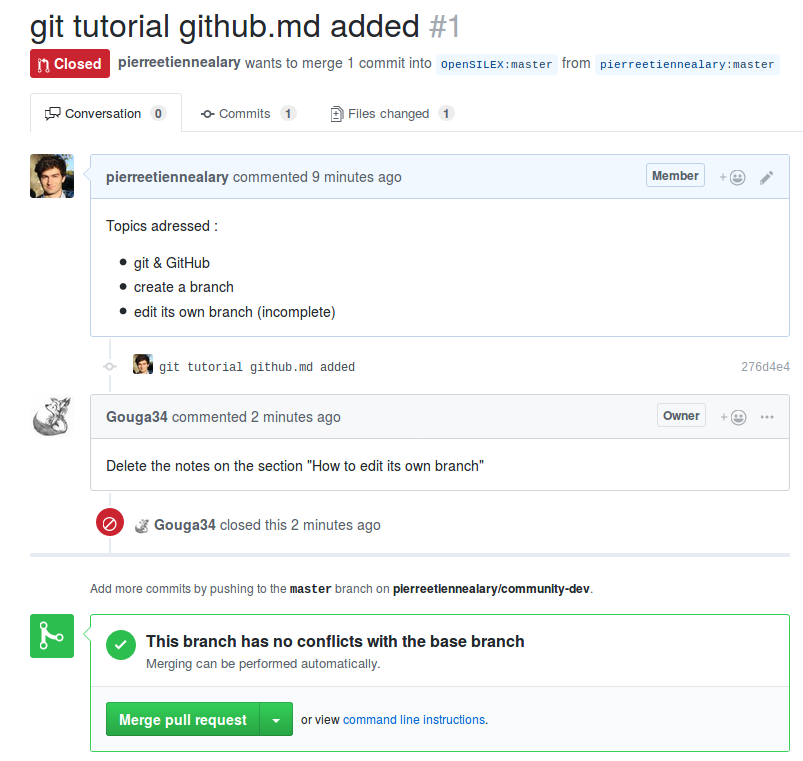 git tutorial github.md added #1
Closed pierreetiennealary wants to merge 1 commit into OpenSILEX:master from pierreetiennealary:master
Conversation 0 Commits 1 Files changed 1
pierreetiennealary commented 9 minutes ago Member
Topics adressed :
git & GitHub
create a branch
edit its own branch (incomplete)
git tutorial github.md added 276d4e4
Gouga34 commented 2 minutes ago Owner
Delete the notes on the section "How to edit its own branch"
Gouga34 closed this 2 minutes ago
Add more commits by pushing to the master branch on pierreetiennealary/community-dev.
This branch has no conflicts with the base branch
Merging can be performed automatically.
Merge pull request or view command line instructions.